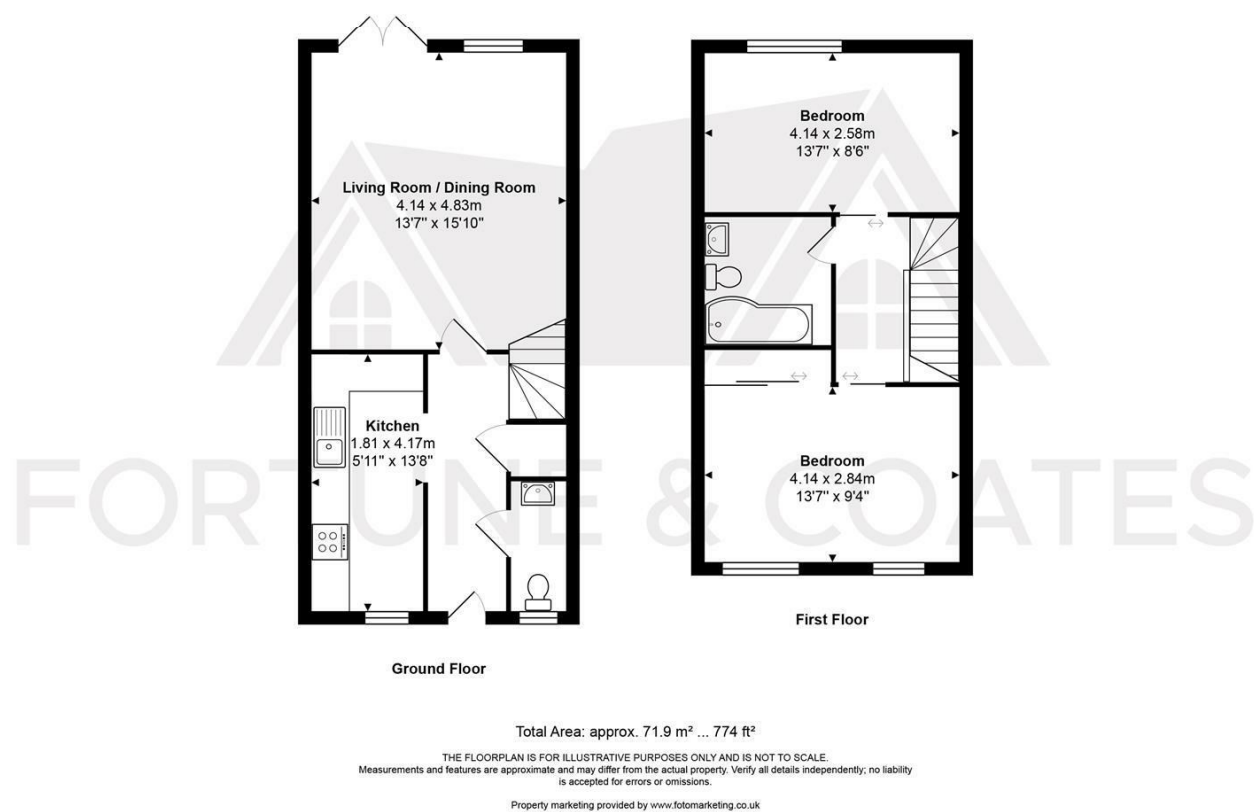 Living Room / Dining Room
4.14 x 4.83m
13'7" x 15'10"
Kitchen
1.81 x 4.17m
5'11" x 13'8"
Ground Floor
Bedroom
4.14 x 2.58m
13'7" x 8'6"
Bedroom
4.14 x 2.84m
13'7" x 9'4"
First Floor
FORTUNE & COATES
Total Area: approx. 71.9 m² ... 774 ft²
THE FLOORPLAN IS FOR ILLUSTRATIVE PURPOSES ONLY AND IS NOT TO SCALE.
Measurements and features are approximate and may differ from the actual property. Verify all details independently; no liability
is accepted for errors or omissions.
Property marketing provided by www.fotomarketing.co.uk